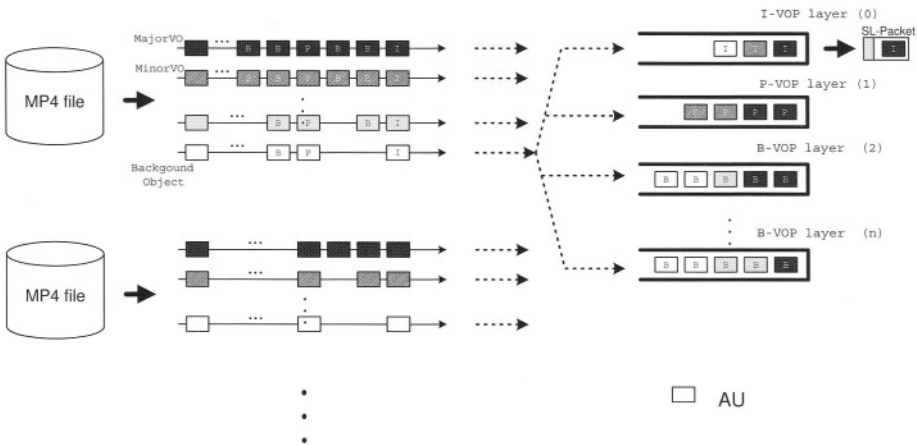 I-VOP layer (0)
SL-Packet
MajorVO
... B B P B B I
I I I
I
MinorVO
... B B P B B I
MP4 file
P-VOP layer (1)
P P P P
... B P B I
B-VOP layer (2)
... B P I
Backgound
Object
B B B B B
B-VOP layer (n)
...
B B B B B
...
MP4 file
...
AU